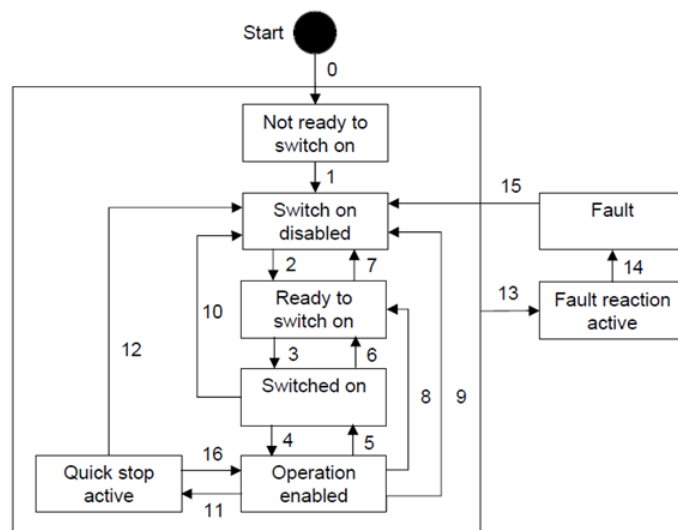 Start
0
Not ready to
switch on
1
15
Switch on
disabled
Fault
2
7
14
10
Ready to
switch on
13
Fault reaction
active
12
3
6
8
9
Switched on
4
5
16
Quick stop
active
Operation
enabled
11